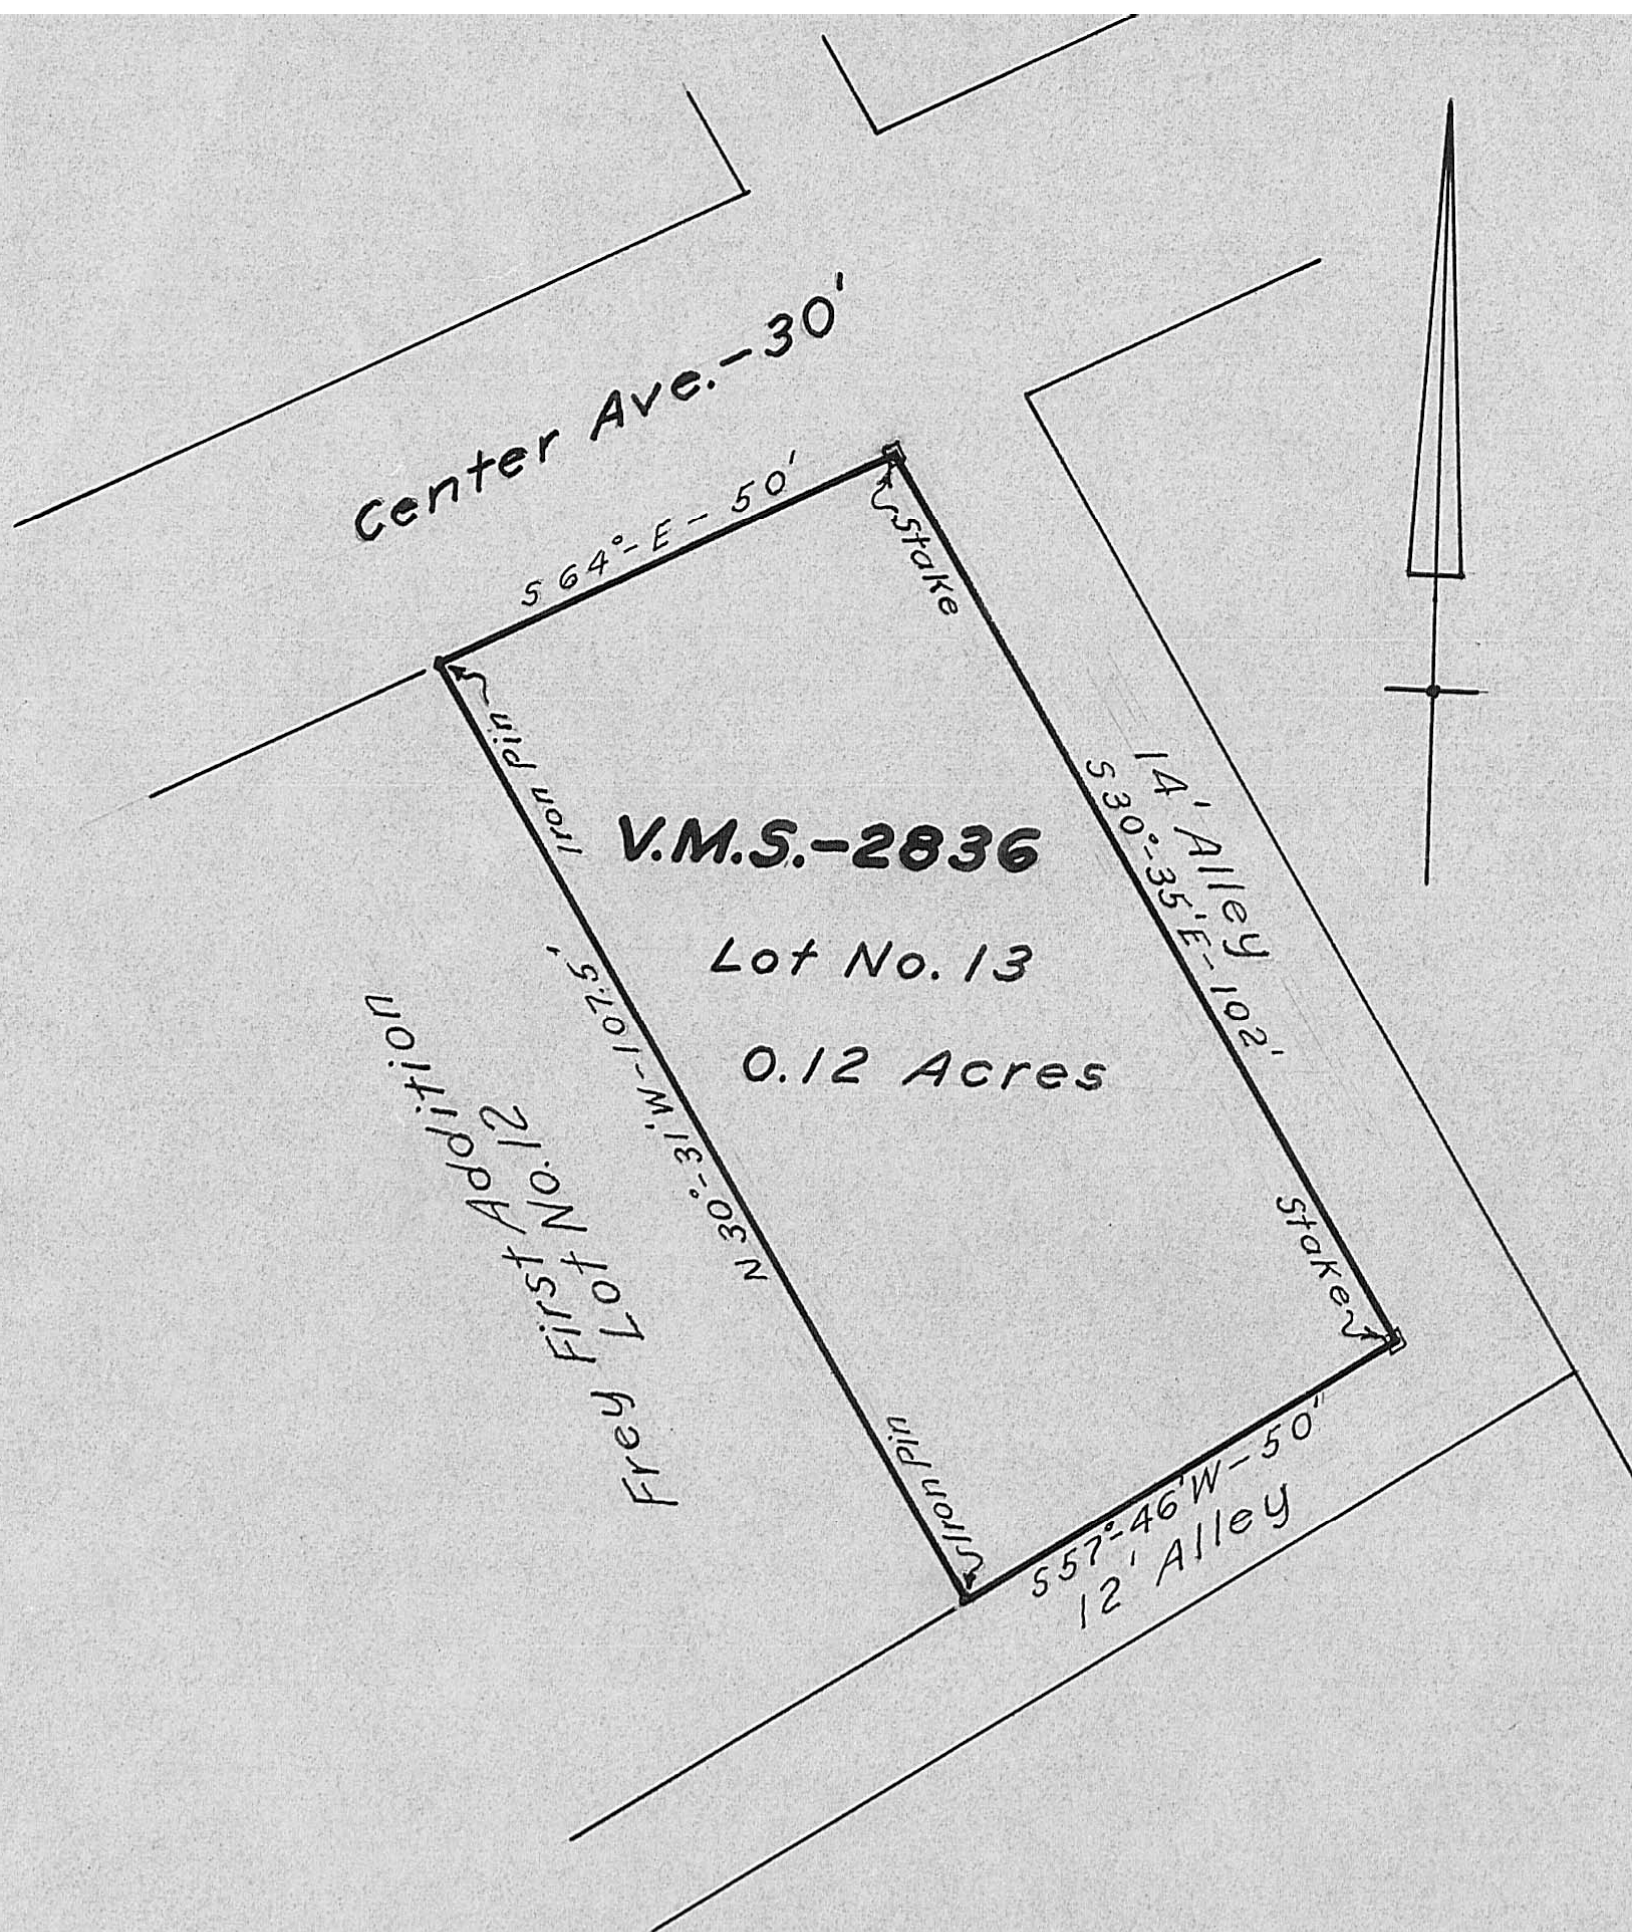 Center Ave.-30'
S 64°-E - 50'
Stake
Iron Pin
V.M.S.-2836
Lot No. 13
0.12 Acres
14' Alley
S 30°-35'E-102'
N 30°-31'W-107.5'
Frey First Addition
Lot No. 12
Stake
Iron Pin
S 57°-46'W-50"
12' Alley